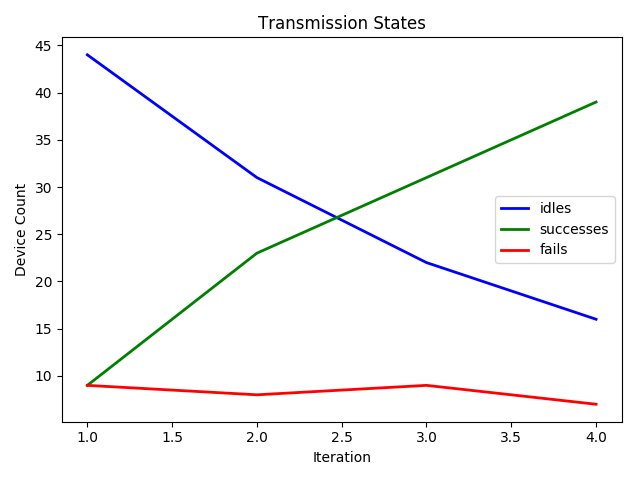 Transmission States
Device Count
45
40
35
30
25
20
15
10
idles
successes
fails
1.0 1.5 2.0 2.5 3.0 3.5 4.0
Iteration